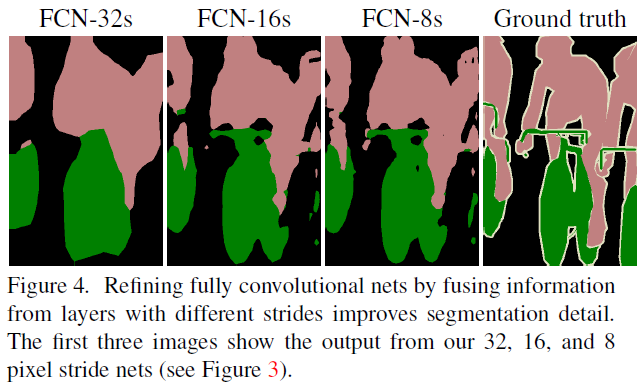 FCN-32s FCN-16s FCN-8s Ground truth
Figure 4. Refining fully convolutional nets by fusing information
from layers with different strides improves segmentation detail.
The first three images show the output from our 32, 16, and 8
pixel stride nets (see Figure 3).